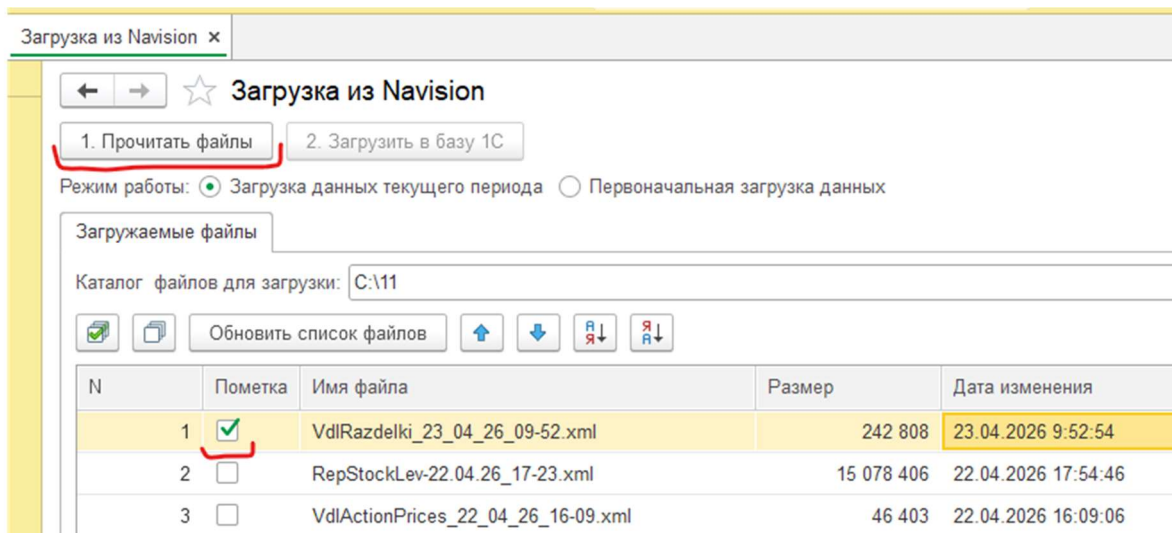 Загрузка из Navision ×
Загрузка из Navision
1. Прочитать файлы 2. Загрузить в базу 1С
Режим работы: Загрузка данных текущего периода Первоначальная загрузка данных
Загружаемые файлы
Каталог файлов для загрузки: C:\11
Обновить список файлов А Я Я А
N Пометка Имя файла Размер Дата изменения
1 VdlRazdelki_23_04_26_09-52.xml 242 808 23.04.2026 9:52:54
2 RepStockLev-22.04.26_17-23.xml 15 078 406 22.04.2026 17:54:46
3 VdlActionPrices_22_04_26_16-09.xml 46 403 22.04.2026 16:09:06